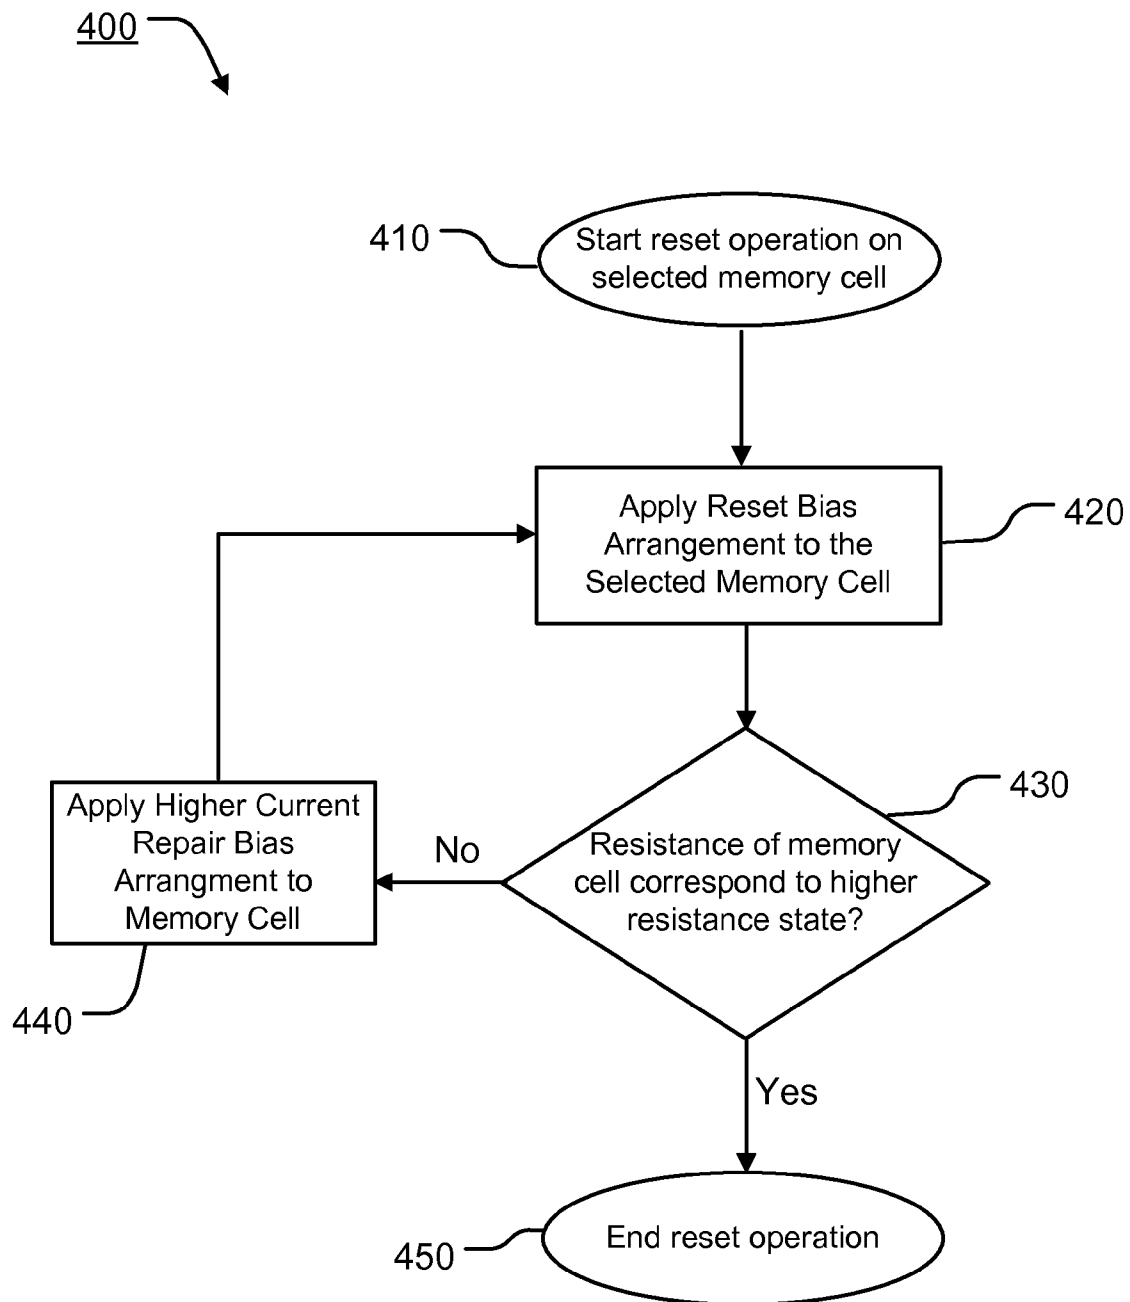 400
410
Start reset operation on
selected memory cell
Apply Reset Bias
Arrangement to the
Selected Memory Cell
420
430
Resistance of memory
cell correspond to higher
resistance state?
No
Apply Higher Current
Repair Bias
Arrangment to
Memory Cell
440
Yes
450
End reset operation